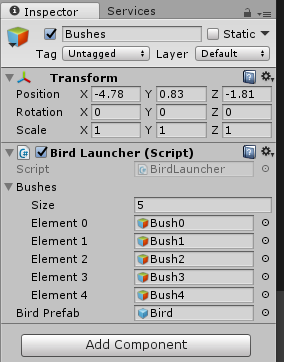 Inspector Services
Bushes Static
Tag Untagged Layer Default
Transform
Position X -4.78 Y 0.83 Z -1.81
Rotation X 0 Y 0 Z 0
Scale X 1 Y 1 Z 1
Bird Launcher (Script)
Script BirdLauncher
Bushes
Size 5
Element 0 Bush0
Element 1 Bush1
Element 2 Bush2
Element 3 Bush3
Element 4 Bush4
Bird Prefab Bird
Add Component